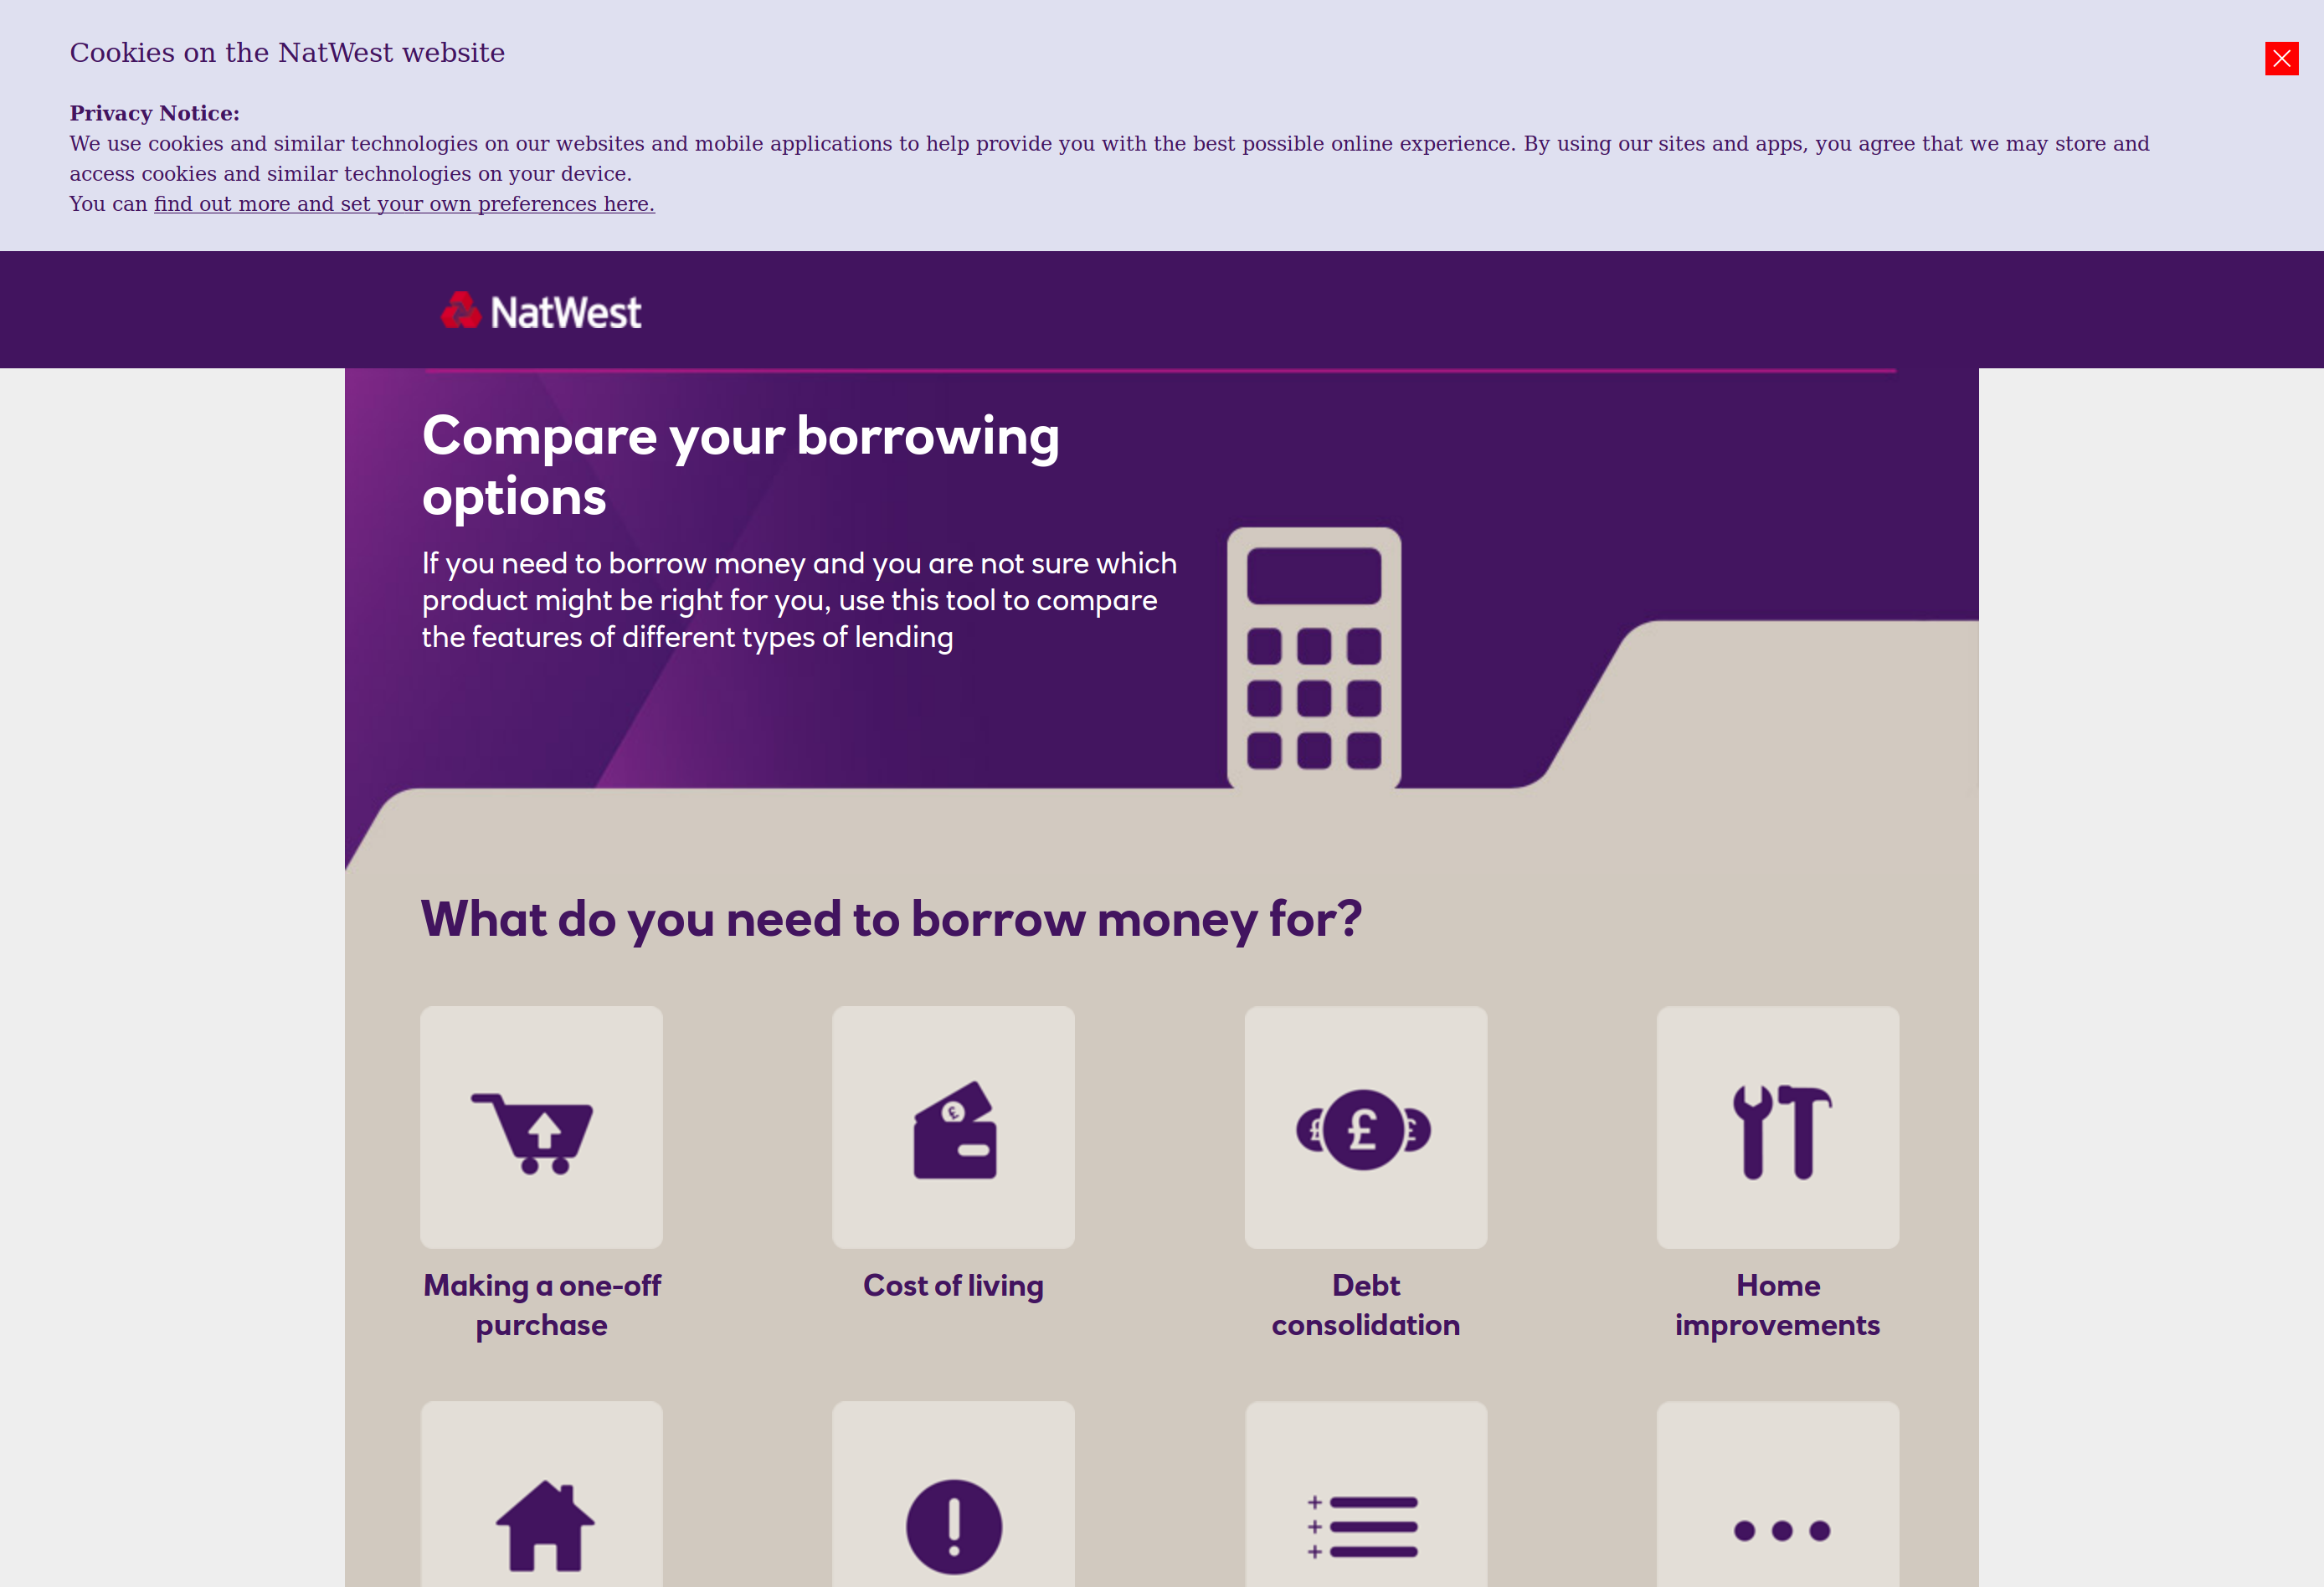 Cookies on the NatWest website
Privacy Notice:
We use cookies and similar technologies on our websites and mobile applications to help provide you with the best possible online experience. By using our sites and apps, you agree that we may store and
access cookies and similar technologies on your device.
You can find out more and set your own preferences here.
NatWest
Compare your borrowing
options
If you need to borrow money and you are not sure which
product might be right for you, use this tool to compare
the features of different types of lending
What do you need to borrow money for?
£
£ £ £
Making a one-off
purchase
Cost of living
Debt
consolidation
Home
improvements